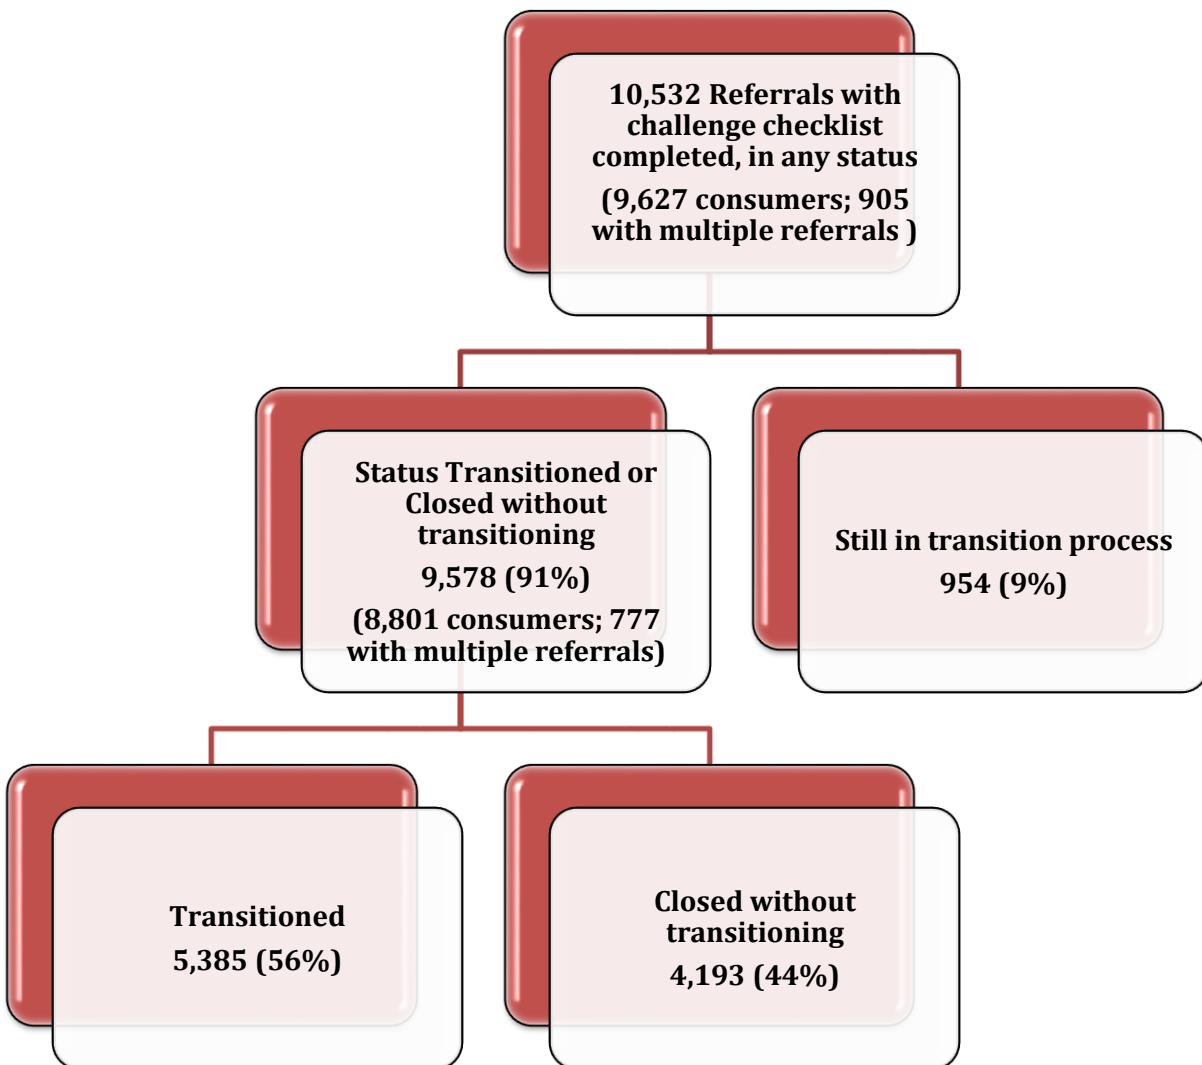 10,532 Referrals with
challenge checklist
completed, in any status
(9,627 consumers; 905
with multiple referrals )
Status Transitioned or
Closed without
transitioning
9,578 (91%)
(8,801 consumers; 777
with multiple referrals)
Still in transition process
954 (9%)
Transitioned
5,385 (56%)
Closed without
transitioning
4,193 (44%)